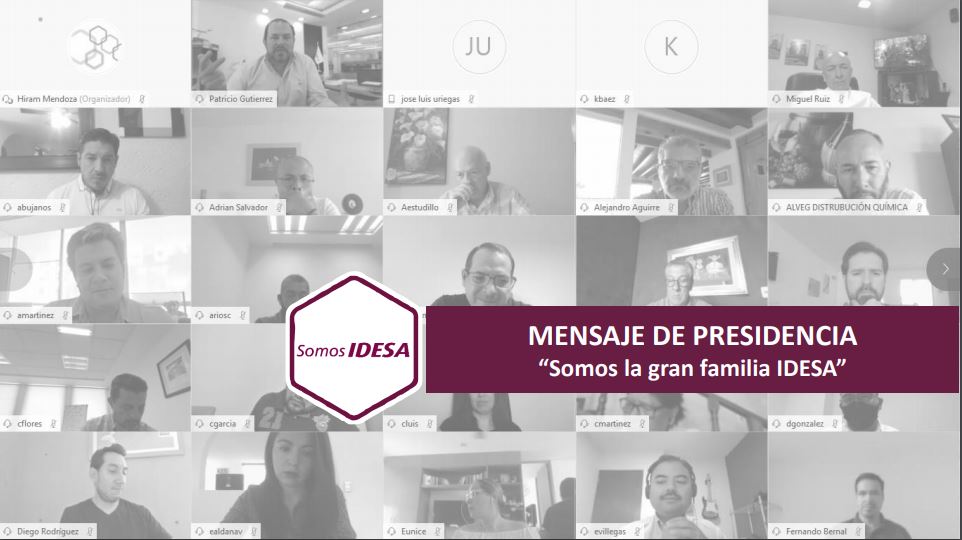 Hiram Mendoza (Organizador)
Patricio Gutierrez
JU
jose luis uriegas
K
kbaez
Miguel Ruiz
abujanos
Adrian Salvador
Aestudillo
Alejandro Aguirre
ALVEG DISTRUBUCIÓN QUÍMICA
amartinez
ariosc
Somos IDESA
MENSAJE DE PRESIDENCIA
“Somos la gran familia IDESA”
cflores
cgarcia
21
cluis
cmartinez
dgonzalez
Diego Rodríguez
ealdanav
Eunice
evillegas
Fernando Bernal